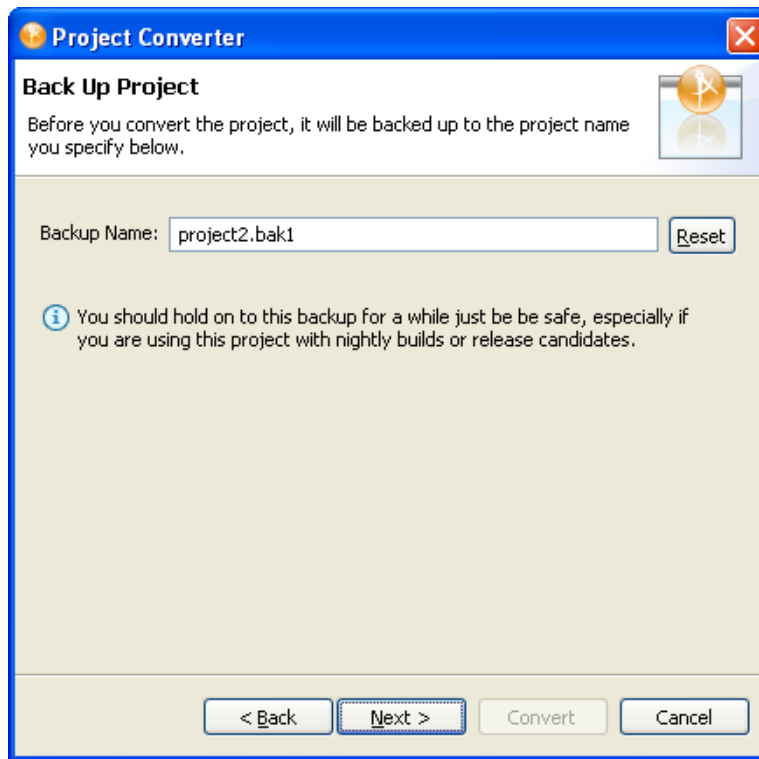 Project Converter
Back Up Project
Before you convert the project, it will be backed up to the project name
you specify below.
Backup Name: project2.bak1 Reset
You should hold on to this backup for a while just be be safe, especially if
you are using this project with nightly builds or release candidates.
< Back Next > Convert Cancel